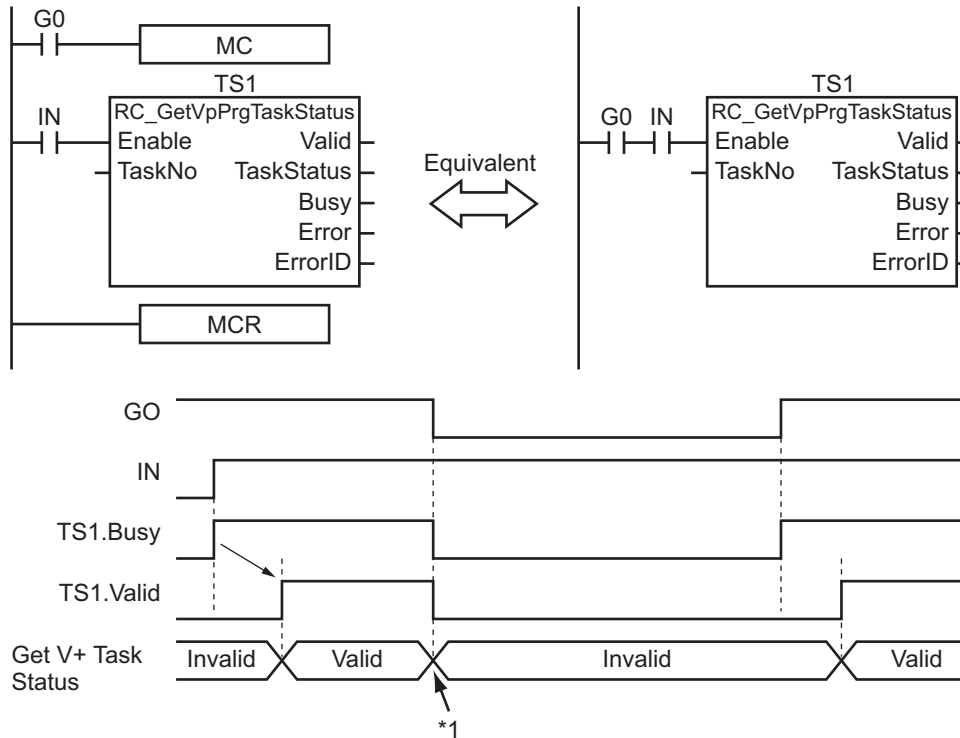 G0
MC
TS1
IN
RC_GetVpPrgTaskStatus
Enable Valid
TaskNo TaskStatus
Busy
Error
ErrorID
MCR
Equivalent
TS1
G0 IN
RC_GetVpPrgTaskStatus
Enable Valid
TaskNo TaskStatus
Busy
Error
ErrorID
GO
IN
TS1.Busy
TS1.Valid
Get V+ Task
Status
Invalid Valid Invalid Valid
*1